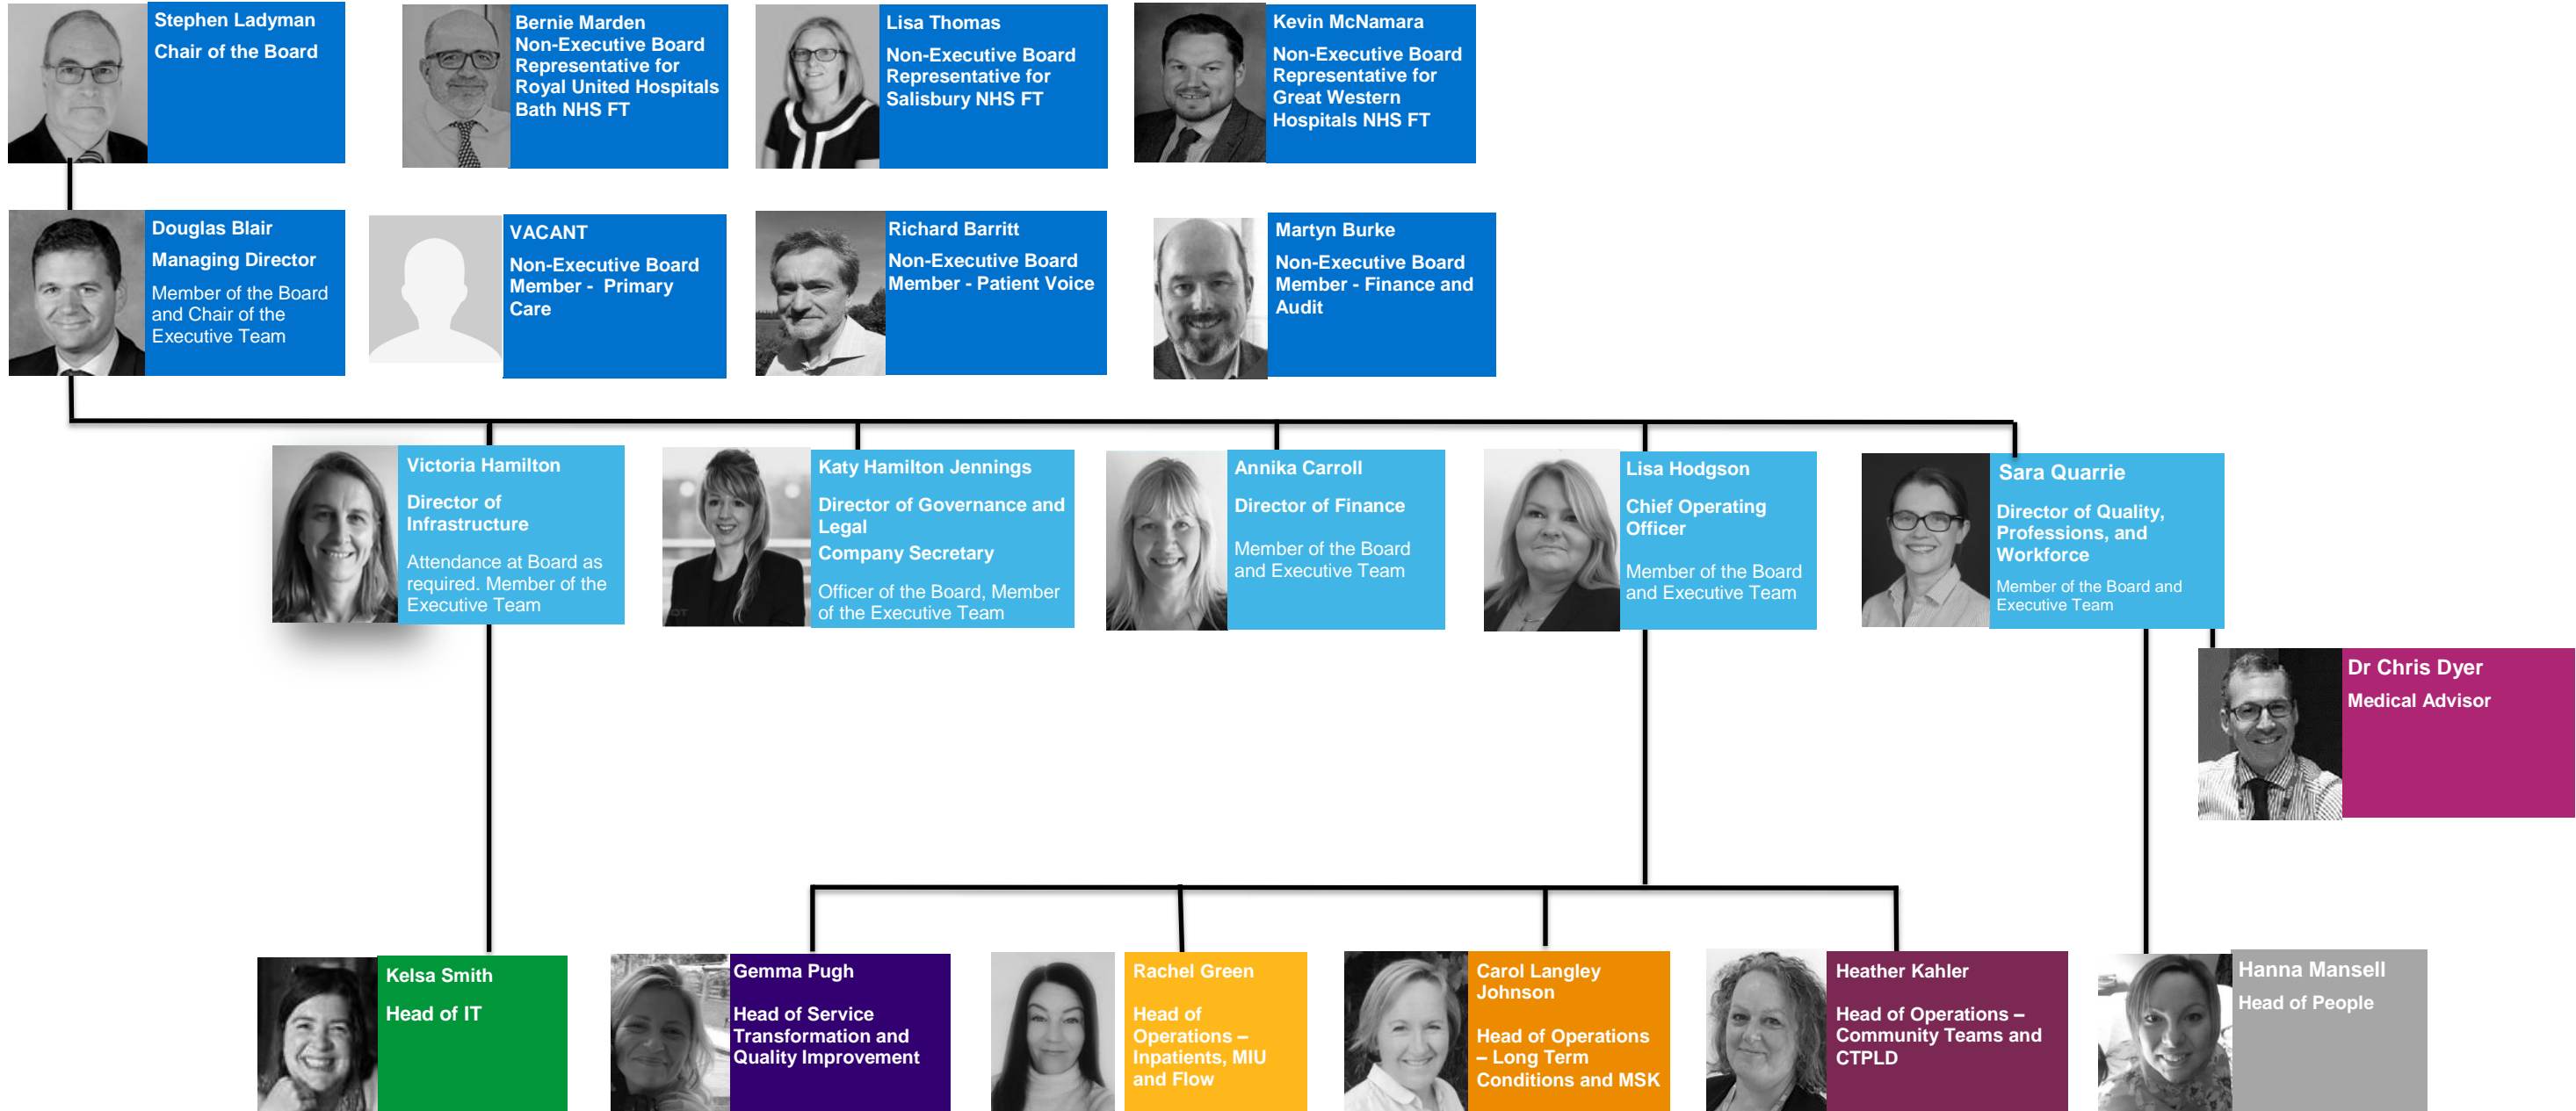 Stephen Ladyman
Chair of the Board
Bernie Marden
Non-Executive Board
Representative for
Royal United Hospitals
Bath NHS FT
Lisa Thomas
Non-Executive Board
Representative for
Salisbury NHS FT
Kevin McNamara
Non-Executive Board
Representative for
Great Western
Hospitals NHS FT
Douglas Blair
Managing Director
Member of the Board
and Chair of the
Executive Team
VACANT
Non-Executive Board
Member - Primary
Care
Richard Barritt
Non-Executive Board
Member - Patient Voice
Martyn Burke
Non-Executive Board
Member - Finance and
Audit
Victoria Hamilton
Director of
Infrastructure
Attendance at Board as
required. Member of the
Executive Team
Katy Hamilton Jennings
Director of Governance and
Legal
Company Secretary
Officer of the Board, Member
of the Executive Team
Annika Carroll
Director of Finance
Member of the Board
and Executive Team
Lisa Hodgson
Chief Operating
Officer
Member of the Board
and Executive Team
Sara Quarrie
Director of Quality,
Professions, and
Workforce
Member of the Board and
Executive Team
Dr Chris Dyer
Medical Advisor
Kelsa Smith
Head of IT
Gemma Pugh
Head of Service
Transformation and
Quality Improvement
Rachel Green
Head of
Operations –
Inpatients, MIU
and Flow
Carol Langley
Johnson
Head of Operations
– Long Term
Conditions and MSK
Heather Kahler
Head of Operations –
Community Teams and
CTPLD
Hanna Mansell
Head of People